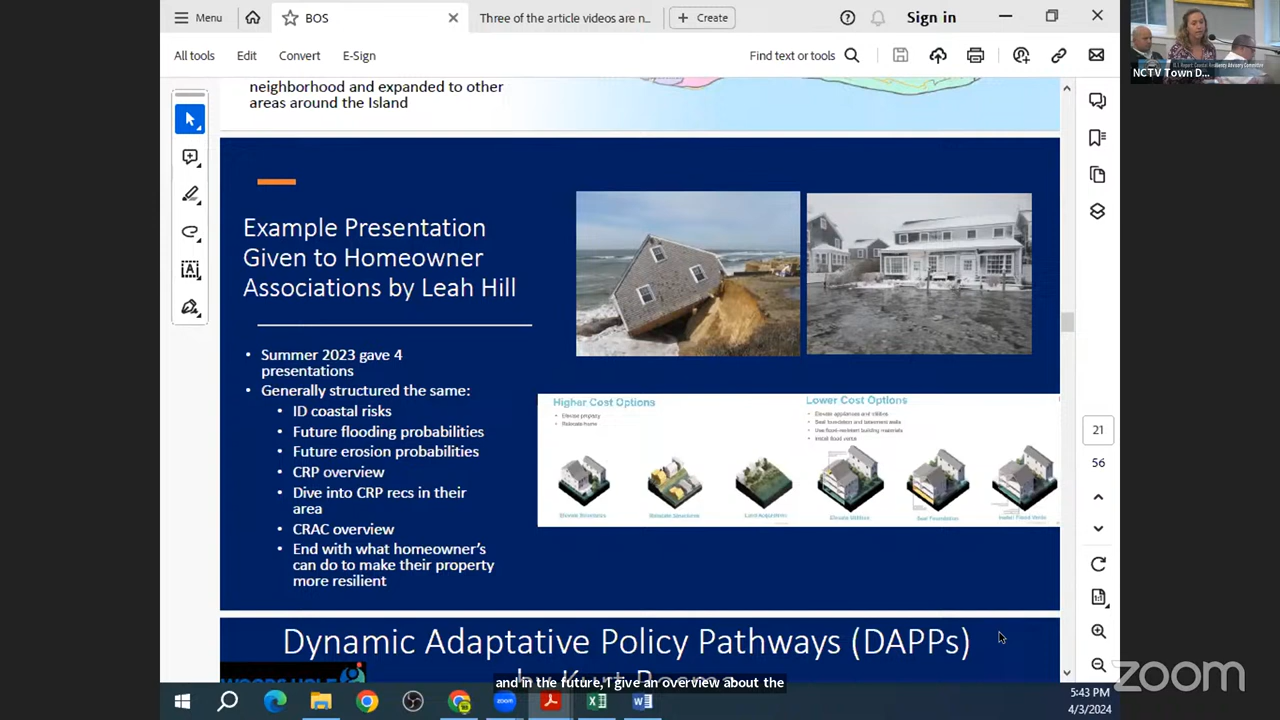 Menu
BOS
Three of the article videos are n...
Create
Sign in
All tools
Edit
Convert
E-Sign
Find text or tools
NCTV Town D...
neighborhood and expanded to other
areas around the Island
Example Presentation
Given to Homeowner
Associations by Leah Hill
• Summer 2023 gave 4
presentations
• Generally structured the same:
• ID coastal risks
• Future flooding probabilities
• Future erosion probabilities
• CRP overview
• Dive into CRP recs in their
area
• CRAC overview
• End with what homeowner's
can do to make their property
more resilient
Higher Cost Options
• Elevate property
• Relocate home
Lower Cost Options
• Elevate appliances and utilities
• Seal foundation and basement walls
• Use flood-resistant building materials
• Install flood vents
Elevate Structures
Relocate Structures
Elevate Utilities
Seal Foundation
Install Flood Vents
21
56
Dynamic Adaptative Policy Pathways (DAPPs)
and in the future, I give an overview about the
zoom
5:43 PM
4/3/2024